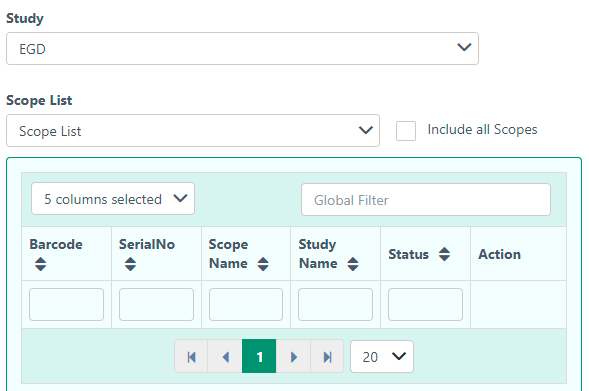 Study
EGD
Scope List
Scope List
Include all Scopes
5 columns selected
Global Filter
Barcode
SerialNo
Scope Name
Study Name
Status
Action
1
20